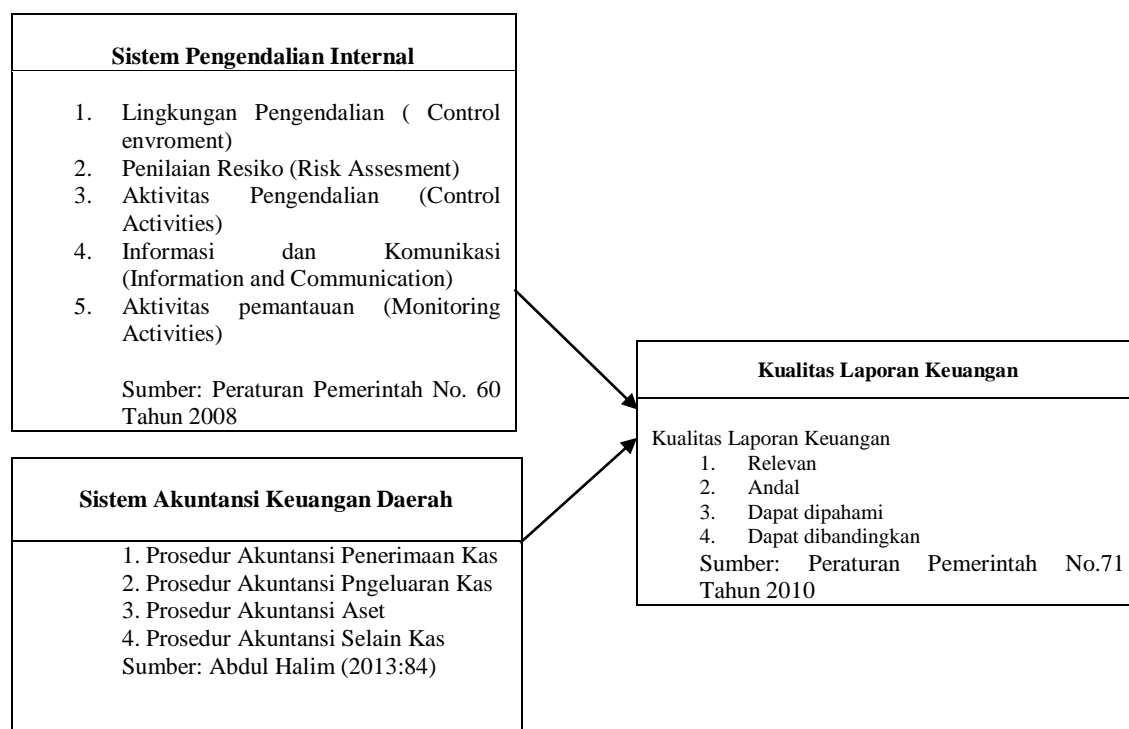 Sistem Pengendalian Internal
1. Lingkungan Pengendalian ( Control
envroment)
2. Penilaian Resiko (Risk Assesment)
3. Aktivitas Pengendalian (Control
Activities)
4. Informasi dan Komunikasi
(Information and Communication)
5. Aktivitas pemantauan (Monitoring
Activities)
Sumber: Peraturan Pemerintah No. 60
Tahun 2008
Sistem Akuntansi Keuangan Daerah
1. Prosedur Akuntansi Penerimaan Kas
2. Prosedur Akuntansi Pngeluaran Kas
3. Prosedur Akuntansi Aset
4. Prosedur Akuntansi Selain Kas
Sumber: Abdul Halim (2013:84)
Kualitas Laporan Keuangan
Kualitas Laporan Keuangan
1. Relevan
2. Andal
3. Dapat dipahami
4. Dapat dibandingkan
Sumber: Peraturan Pemerintah No.71
Tahun 2010